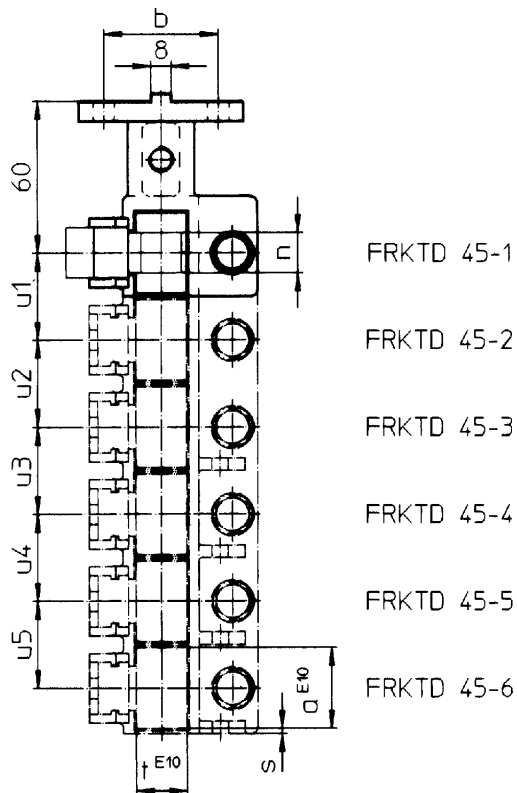 b
8
60
n
FRKTD 45-1
u1
FRKTD 45-2
u2
FRKTD 45-3
u3
FRKTD 45-4
u4
FRKTD 45-5
u5
a E10
FRKTD 45-6
s
t E10